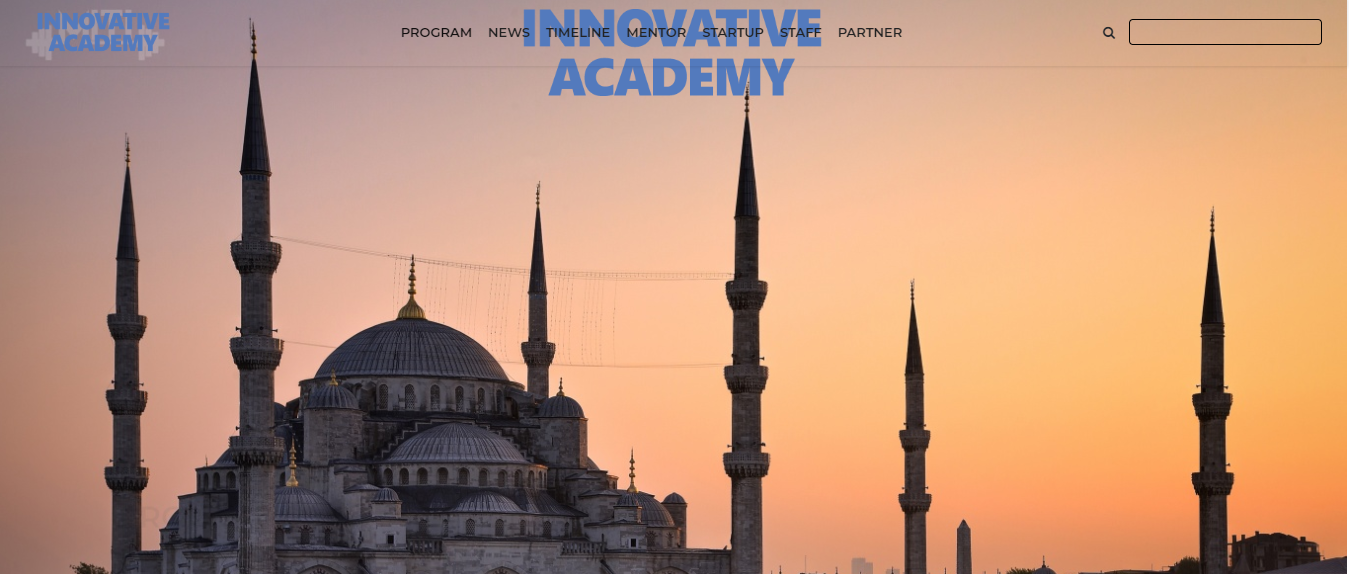 INNOVATIVE
ACADEMY
PROGRAM NEWS TIMELINE MENTOR STARTUP STAFF PARTNER
INNOVATIVE
ACADEMY